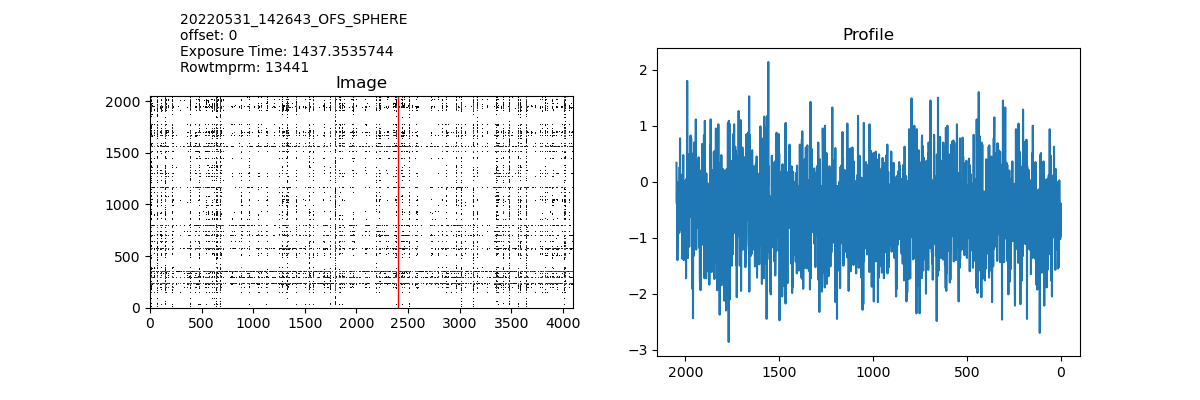 20220531_142643_OFS_SPHERE
offset: 0
Exposure Time: 1437.3535744
Rowtmprm: 13441
Image
2000
1500
1000
500
0
0 500 1000 1500 2000 2500 3000 3500 4000
Profile
2
1
0
−1
−2
−3
2000 1500 1000 500 0